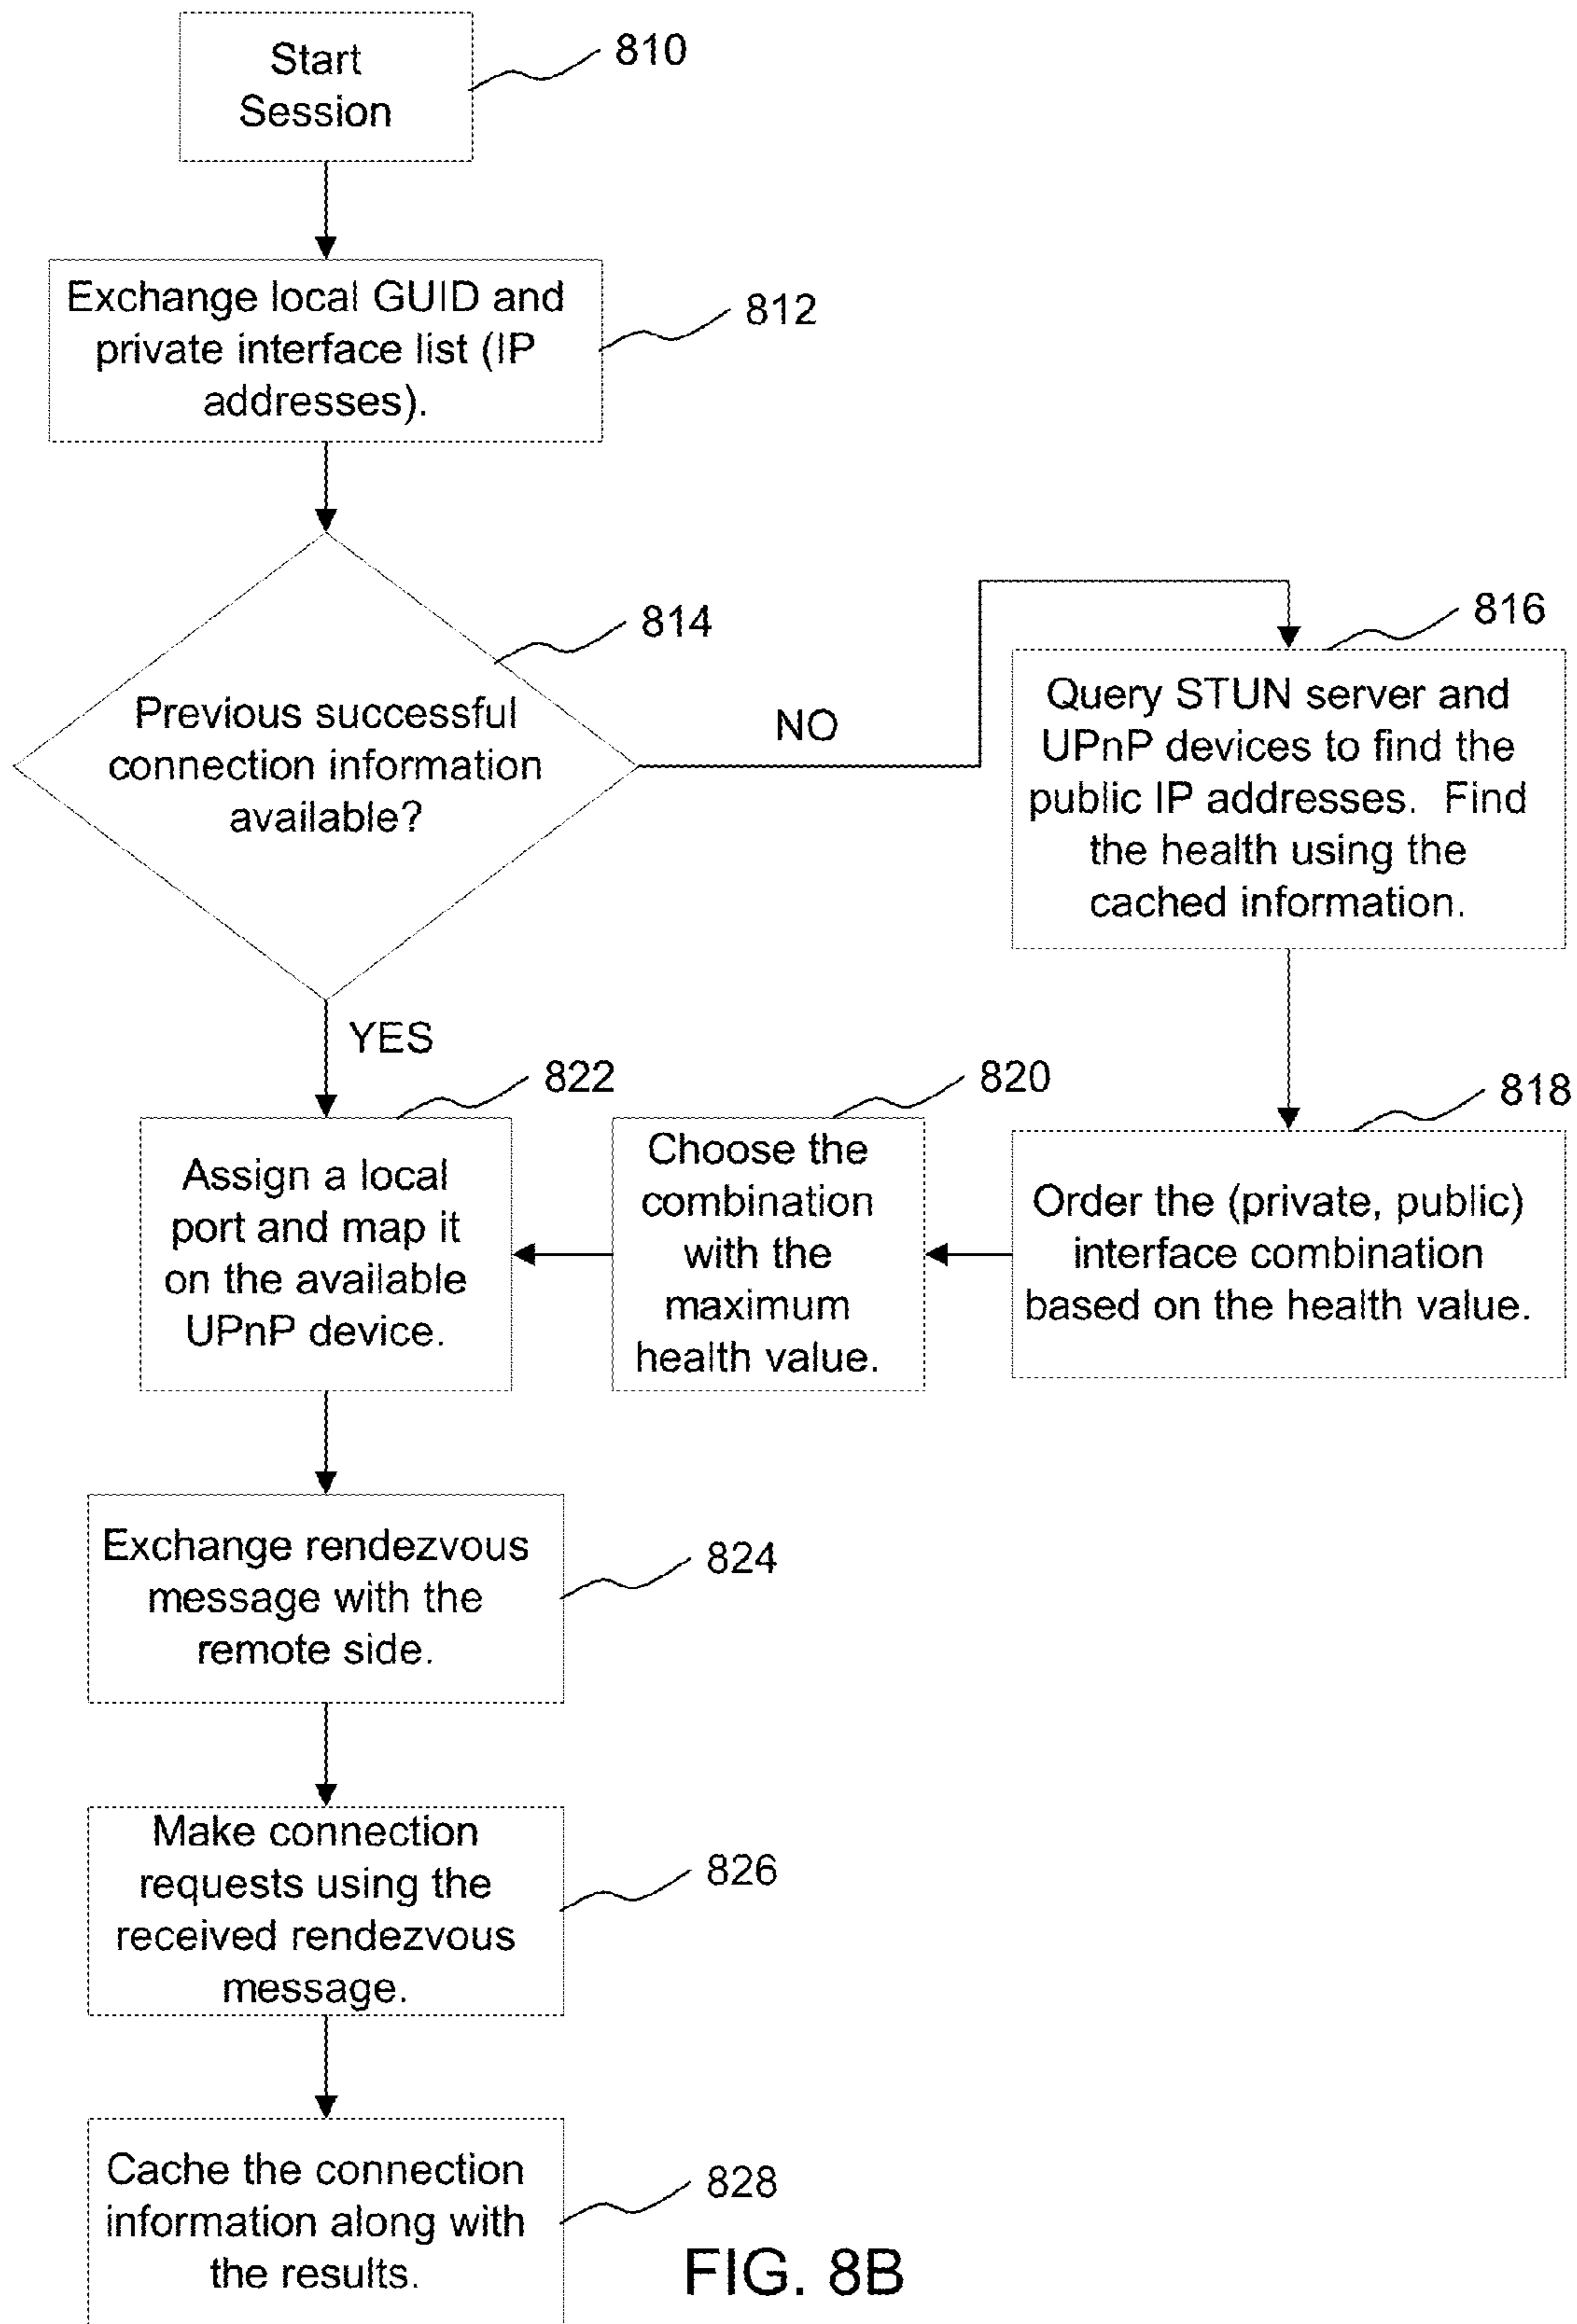 Start
Session
810
Exchange local GUID and
private interface list (IP
addresses).
812
Previous successful
connection information
available?
814
NO
816
Query STUN server and
UPnP devices to find the
public IP addresses.  Find
the health using the
cached information.
YES
818
Order the (private, public)
interface combination
based on the health value.
820
Choose the
combination
with the
maximum
health value.
822
Assign a local
port and map it
on the available
UPnP device.
Exchange rendezvous
message with the
remote side.
824
Make connection
requests using the
received rendezvous
message.
826
Cache the connection
information along with
the results.
828
FIG. 8B